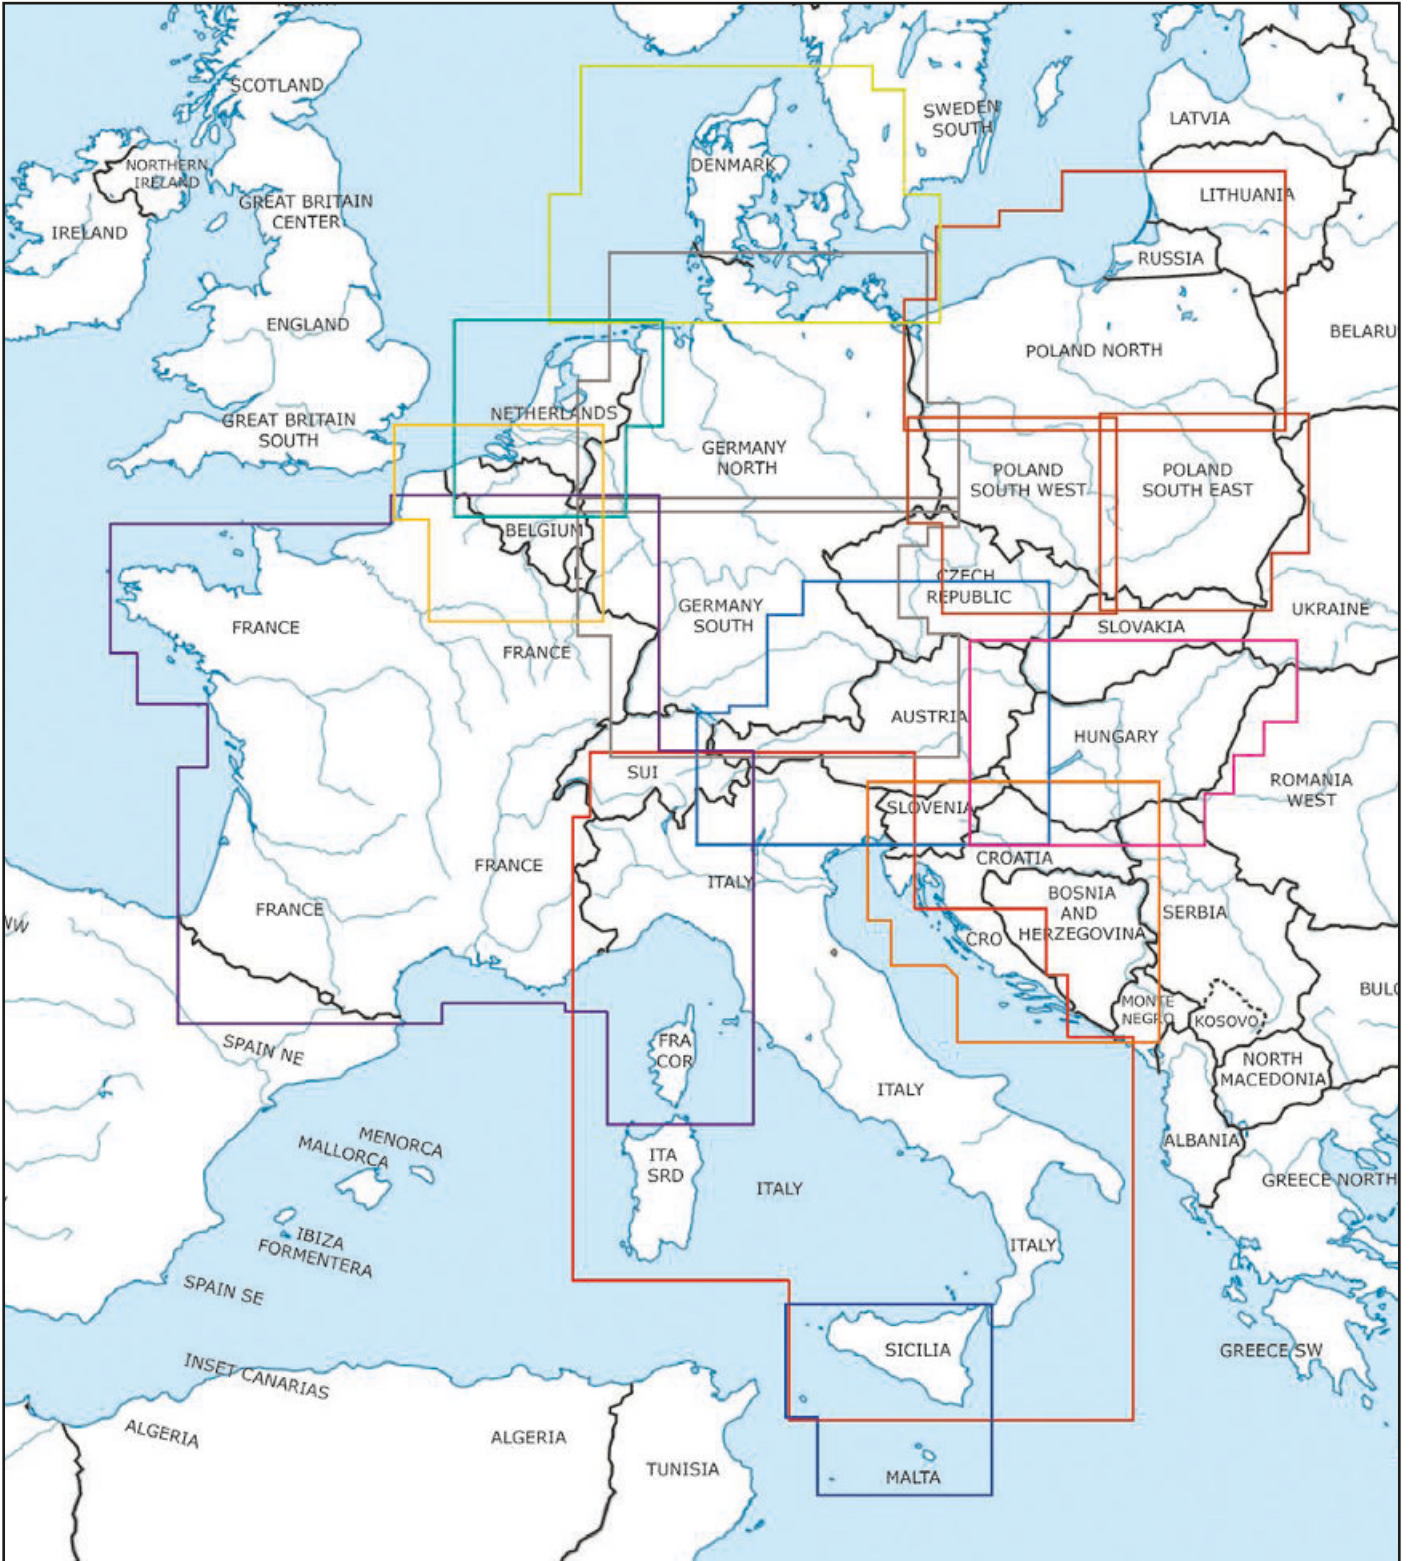 SCOTLAND
NORTHERN
IRELAND
IRELAND
GREAT BRITAIN
CENTER
ENGLAND
GREAT BRITAIN
SOUTH
DENMARK
SWEDEN
SOUTH
LATVIA
LITHUANIA
RUSSIA
BELARU
POLAND NORTH
NETHERLANDS
GERMANY
NORTH
POLAND
SOUTH WEST
POLAND
SOUTH EAST
BELGIUM
CZECH
REPUBLIC
GERMANY
SOUTH
FRANCE
FRANCE
SLOVAKIA
UKRAINE
AUSTRIA
HUNGARY
SUI
ROMANIA
WEST
SLOVENIA
CROATIA
FRANCE
ITALY
BOSNIA
AND
HERZEGOVINA
FRANCE
NW
CRO
SERBIA
BULG
MONTE
NEGRO
KOSOVO
SPAIN NE
FRA
COR
NORTH
MACEDONIA
ITALY
MENORCA
MALLORCA
ALBANIA
ITA
SRD
ITALY
GREECE NORTH
IBIZA
FORMENTERA
ITALY
SPAIN SE
SICILIA
GREECE SW
INSET CANARIAS
ALGERIA
ALGERIA
TUNISIA
MALTA